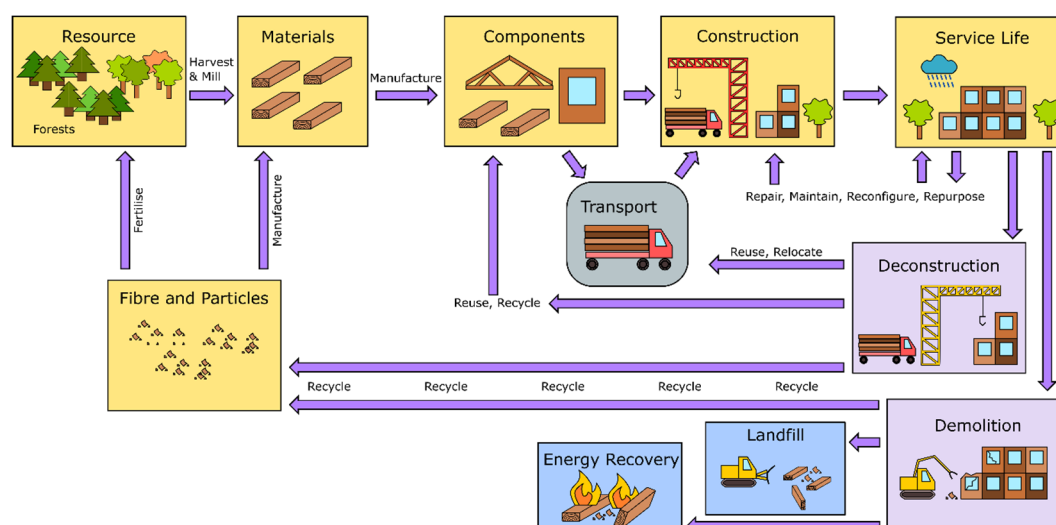 Resource
Harvest
& Mill
Forests
Materials
Manufacture
Components
Construction
Service Life
Repair, Maintain, Reconfigure, Repurpose
Transport
Reuse, Relocate
Deconstruction
Reuse, Recycle
Fertilise
Manufacture
Fibre and Particles
Recycle Recycle Recycle Recycle Recycle
Demolition
Landfill
Energy Recovery